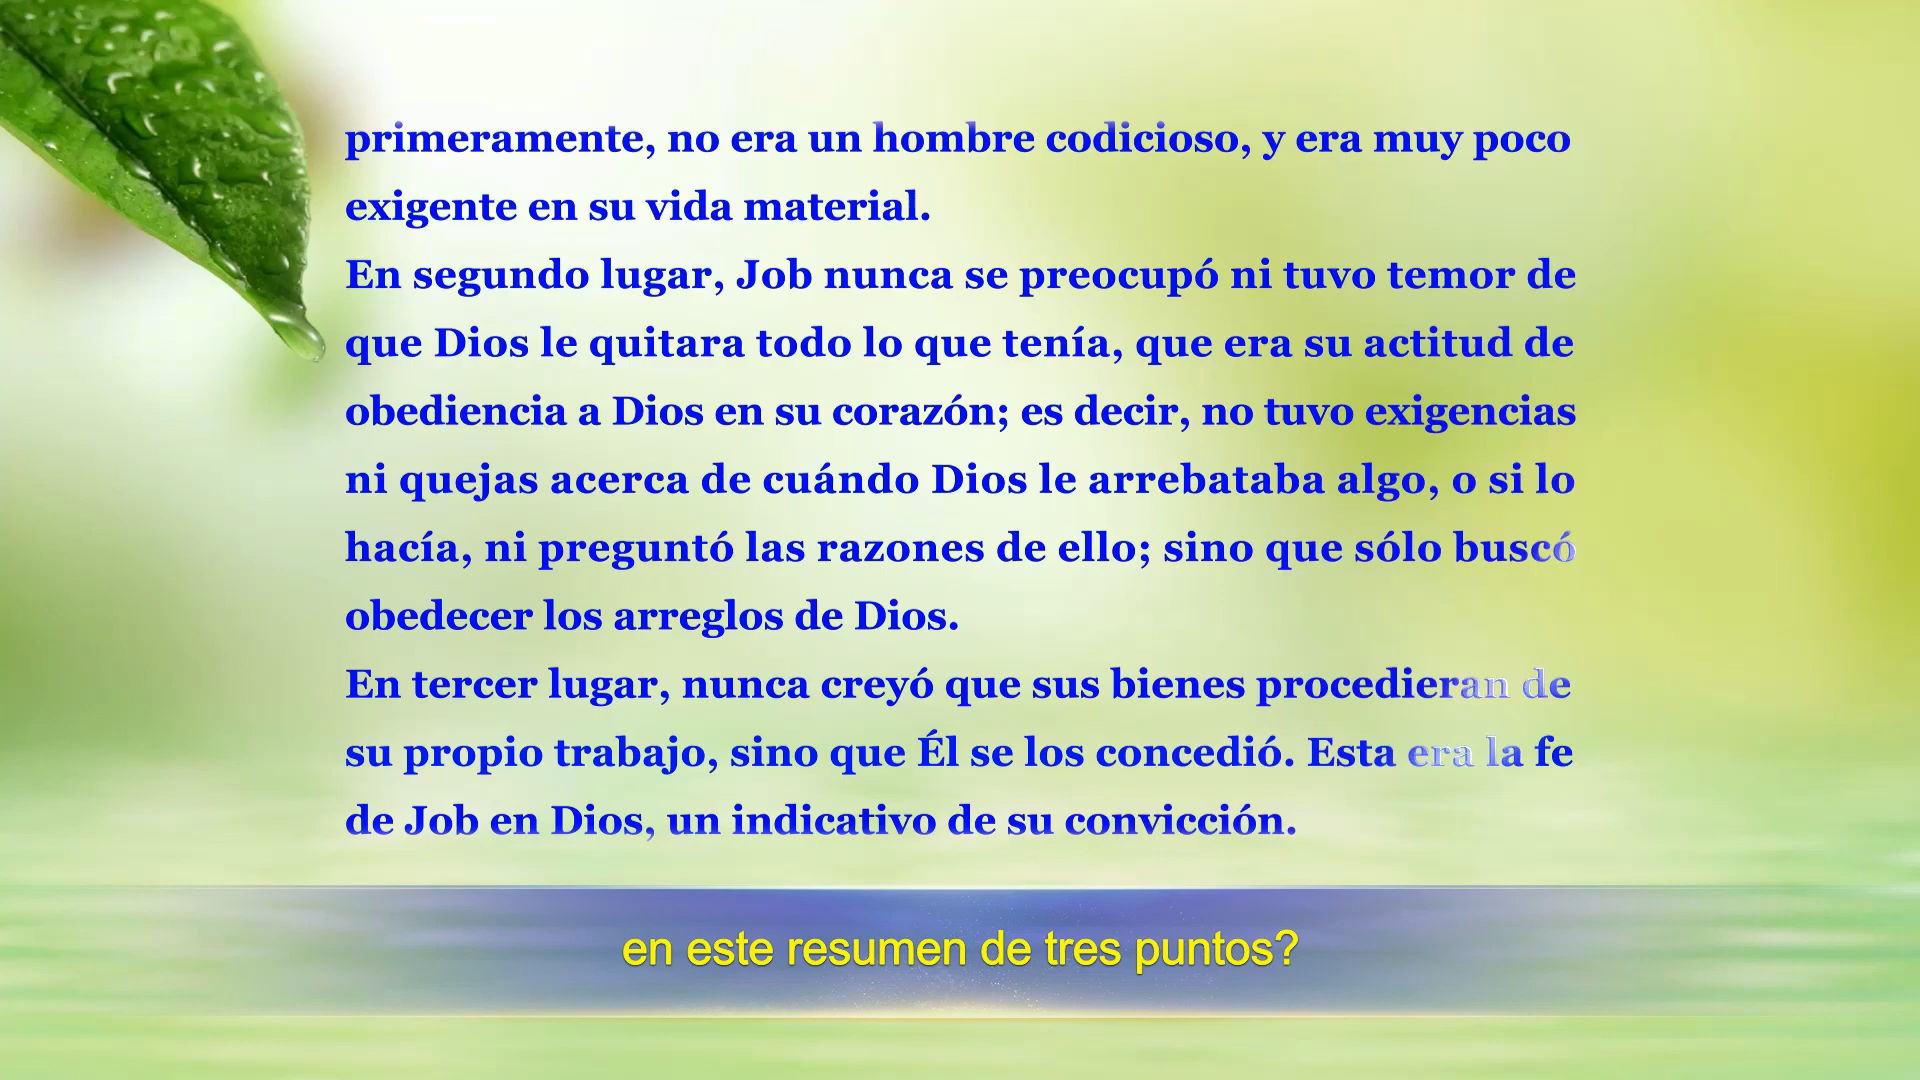 primeramente, no era un hombre codicioso, y era muy poco
exigente en su vida material.
En segundo lugar, Job nunca se preocupó ni tuvo temor de
que Dios le quitara todo lo que tenía, que era su actitud de
obediencia a Dios en su corazón; es decir, no tuvo exigencias
ni quejas acerca de cuándo Dios le arrebataba algo, o si lo
hacía, ni preguntó las razones de ello; sino que sólo buscó
obedecer los arreglos de Dios.
En tercer lugar, nunca creyó que sus bienes procedieran de
su propio trabajo, sino que Él se los concedió. Esta era la fe
de Job en Dios, un indicativo de su convicción.
en este resumen de tres puntos?